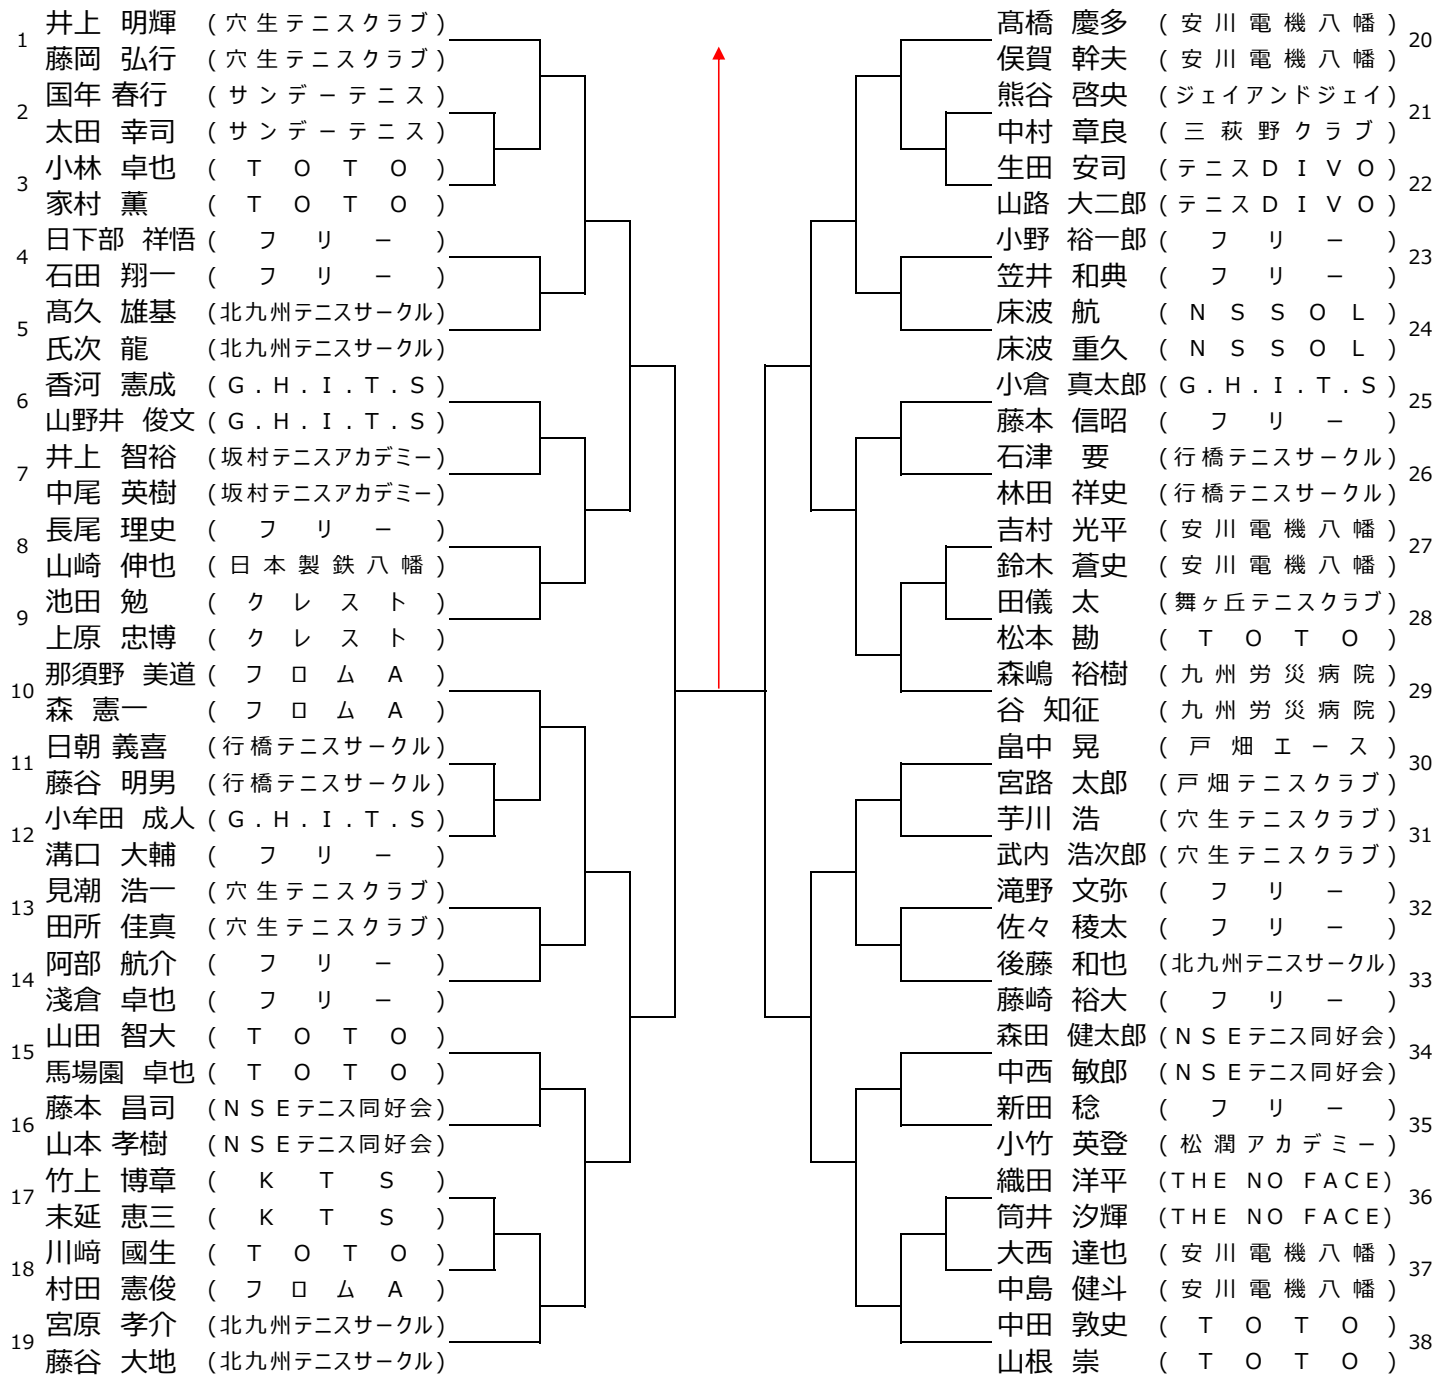 1 井上 明輝 (穴生テニスクラブ)
藤岡 弘行 (穴生テニスクラブ)
2 国年 春行 (サンデーテニス)
太田 幸司 (サンデーテニス)
3 小林 卓也 (TOTO)
家村 薫 (TOTO)
4 日下部 祥悟 (フリー)
石田 翔一 (フリー)
5 髙久 雄基 (北九州テニスサークル)
氏次 龍 (北九州テニスサークル)
6 香河 憲成 (G.H.I.T.S)
山野井 俊文 (G.H.I.T.S)
7 井上 智裕 (坂村テニスアカデミー)
中尾 英樹 (坂村テニスアカデミー)
8 長尾 理史 (フリー)
山崎 伸也 (日本製鉄八幡)
9 池田 勉 (クレスト)
上原 忠博 (クレスト)
10 那須野 美道 (フロムA)
森 憲一 (フロムA)
11 日朝 義喜 (行橋テニスサークル)
藤谷 明男 (行橋テニスサークル)
12 小牟田 成人 (G.H.I.T.S)
溝口 大輔 (フリー)
13 見潮 浩一 (穴生テニスクラブ)
田所 佳真 (穴生テニスクラブ)
14 阿部 航介 (フリー)
淺倉 卓也 (フリー)
15 山田 智大 (TOTO)
馬場園 卓也 (TOTO)
16 藤本 昌司 (NSEテニス同好会)
山本 孝樹 (NSEテニス同好会)
17 竹上 博章 (KTS)
末延 恵三 (KTS)
18 川﨑 國生 (TOTO)
村田 憲俊 (フロムA)
19 宮原 孝介 (北九州テニスサークル)
藤谷 大地 (北九州テニスサークル)
髙橋 慶多 (安川電機八幡) 20
俣賀 幹夫 (安川電機八幡)
熊谷 啓央 (ジェイアンドジェイ) 21
中村 章良 (三萩野クラブ)
生田 安司 (テニスDIVO) 22
山路 大二郎 (テニスDIVO)
小野 裕一郎 (フリー) 23
笠井 和典 (フリー)
床波 航 (NSSOL) 24
床波 重久 (NSSOL)
小倉 真太郎 (G.H.I.T.S) 25
藤本 信昭 (フリー)
石津 要 (行橋テニスサークル) 26
林田 祥史 (行橋テニスサークル)
吉村 光平 (安川電機八幡) 27
鈴木 蒼史 (安川電機八幡)
田儀 太 (舞ヶ丘テニスクラブ) 28
松本 勘 (TOTO)
森嶋 裕樹 (九州労災病院) 29
谷 知征 (九州労災病院)
畠中 晃 (戸畑エース) 30
宮路 太郎 (戸畑テニスクラブ)
芋川 浩 (穴生テニスクラブ) 31
武内 浩次郎 (穴生テニスクラブ)
滝野 文弥 (フリー) 32
佐々 稜太 (フリー)
後藤 和也 (北九州テニスサークル) 33
藤崎 裕大 (フリー)
森田 健太郎 (NSEテニス同好会) 34
中西 敏郎 (NSEテニス同好会)
新田 稔 (フリー) 35
小竹 英登 (松潤アカデミー)
織田 洋平 (THE NO FACE) 36
筒井 汐輝 (THE NO FACE)
大西 達也 (安川電機八幡) 37
中島 健斗 (安川電機八幡)
中田 敦史 (TOTO) 38
山根 崇 (TOTO)